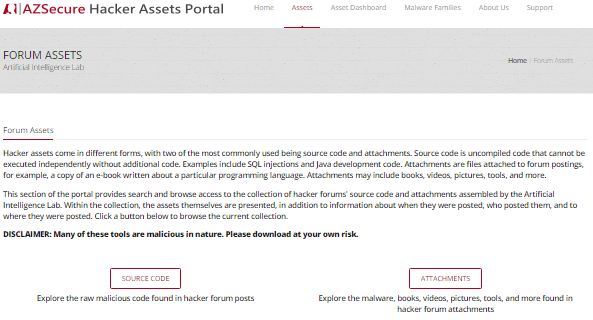 AZSecure Hacker Assets Portal
Home Assets Asset Dashboard Malware Families About Us Support
FORUM ASSETS
Artificial Intelligence Lab
Home / Forum Assets
Forum Assets
Hacker assets come in different forms, with two of the most commonly used being source code and attachments. Source code is uncompiled code that cannot be
executed independently without additional code. Examples include SQL injections and Java development code. Attachments are files attached to forum postings,
for example, a copy of an e-book written about a particular programming language. Attachments may include books, videos, pictures, tools, and more.
This section of the portal provides search and browse access to the collection of hacker forums' source code and attachments assembled by the Artificial
Intelligence Lab. Within the collection, the assets themselves are presented, in addition to information about when they were posted, who posted them, and to
where they were posted. Click a button below to browse the current collection.
DISCLAIMER: Many of these tools are malicious in nature. Please download at your own risk.
SOURCE CODE
Explore the raw malicious code found in hacker forum posts
ATTACHMENTS
Explore the malware, books, videos, pictures, tools, and more found in
hacker forum attachments